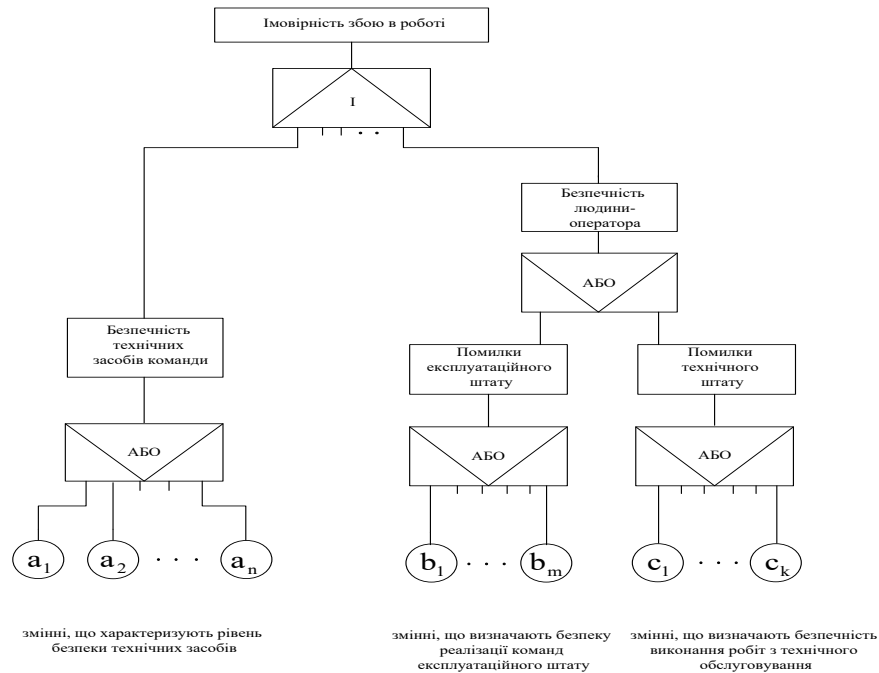 Імовірність збою в роботі
І
Безпечність
людини-
оператора
АБО
Безпечність
технічних
засобів команди
Помилки
експлуатаційного
штату
Помилки
технічного
штату
АБО
АБО
АБО
a1 a2 . . . an
b1 . . . bm
c1 . . . ck
змінні, що характеризують рівень
безпеки технічних засобів
змінні, що визначають безпеку
реалізації команд
експлуатаційного штату
змінні, що визначають безпечність
виконання робіт з технічного
обслуговування